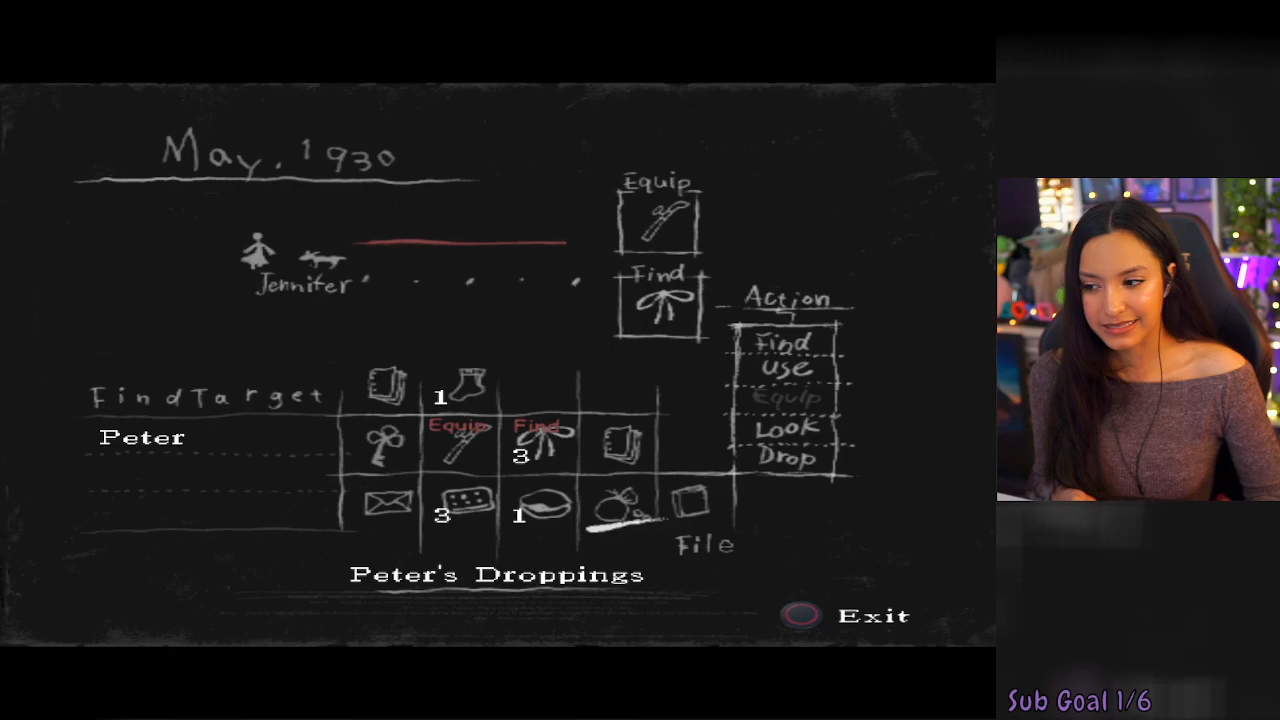 May. 1930
Equip
Jennifer
Find
Action
Find
Use
Equip
Look
Drop
FindTarget
1
Peter
Equip
Find
3
3
1
File
Peter's Droppings
Exit
Sub Goal 1/6